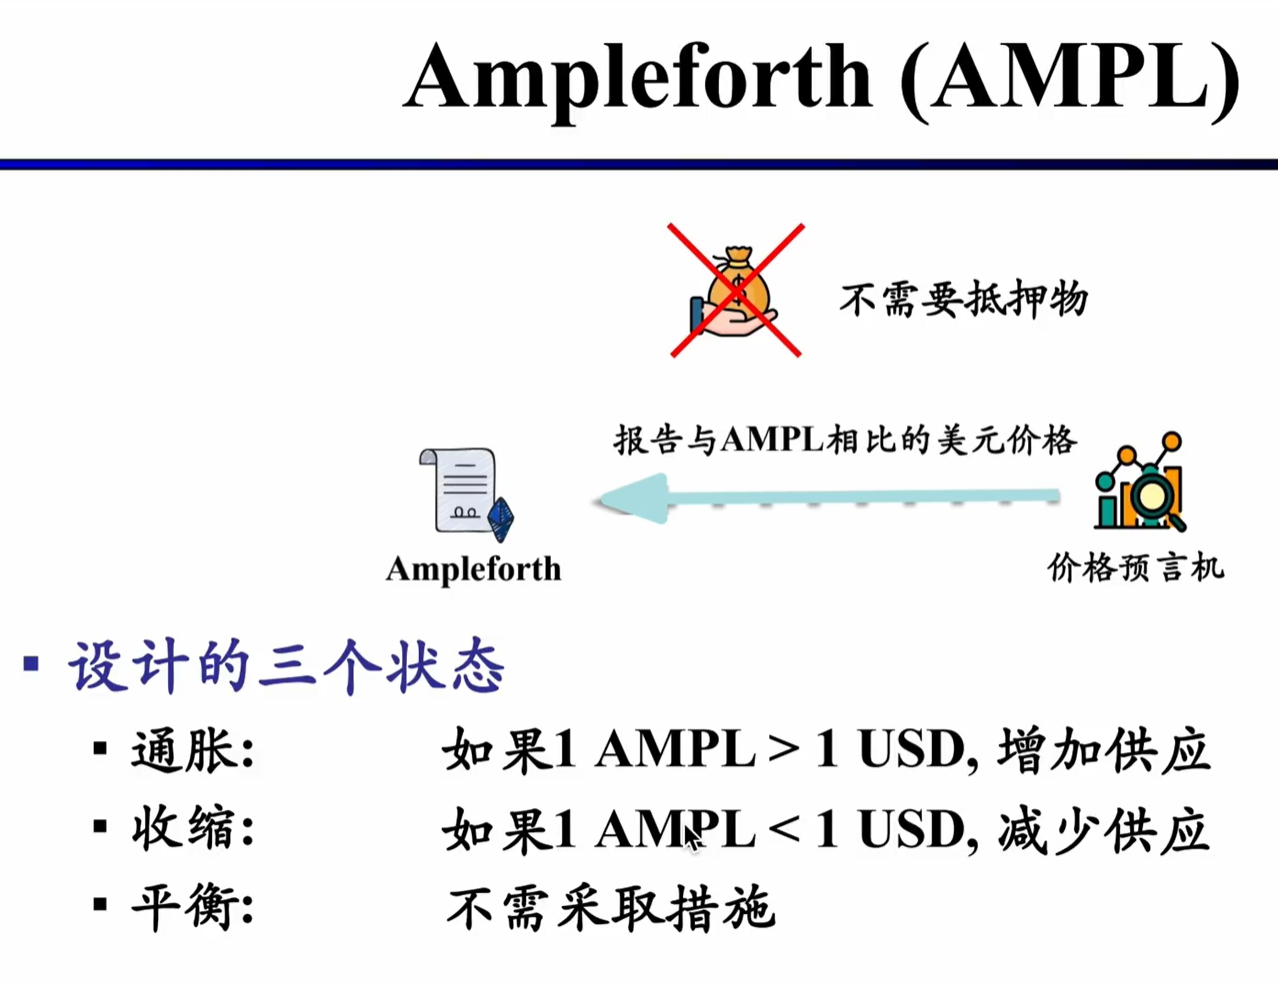 Ampleforth (AMPL)
不需要抵押物
报告与AMPL相比的美元价格
Ampleforth
价格预言机
设计的三个状态
通胀: 如果1 AMPL > 1 USD, 增加供应
收缩: 如果1 AMPL < 1 USD, 减少供应
平衡: 不需采取措施